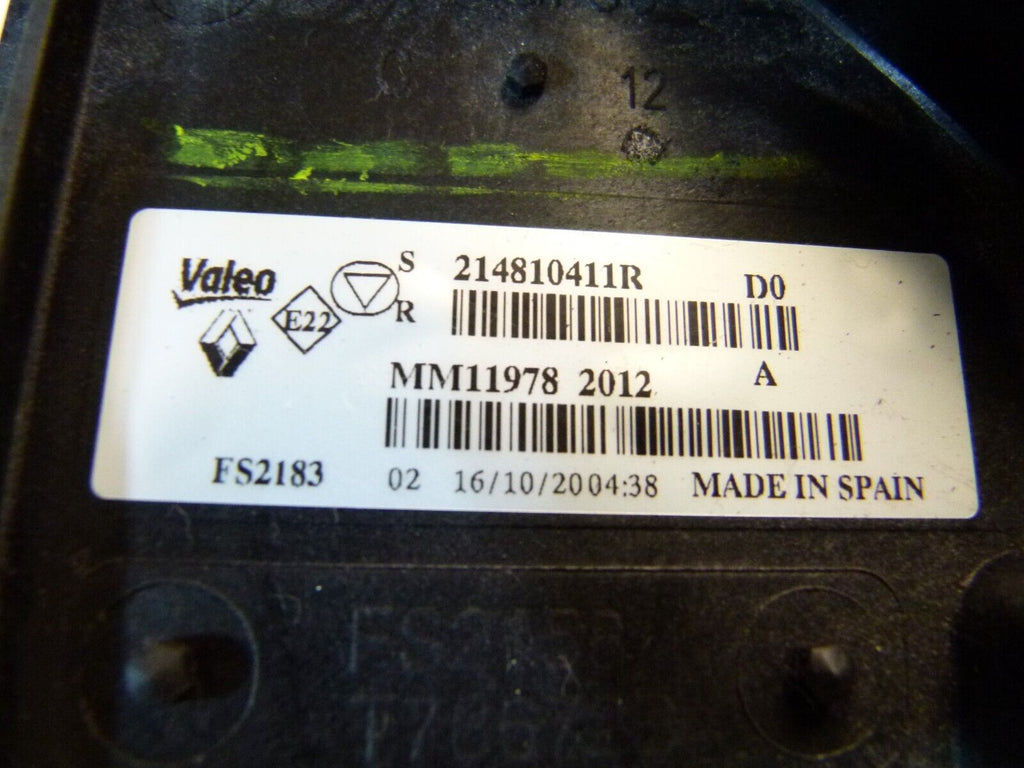 12
Valeo
S
R
E22
214810411R D0
MM11978 2012 A
FS2183 02 16/10/2004:38 MADE IN SPAIN